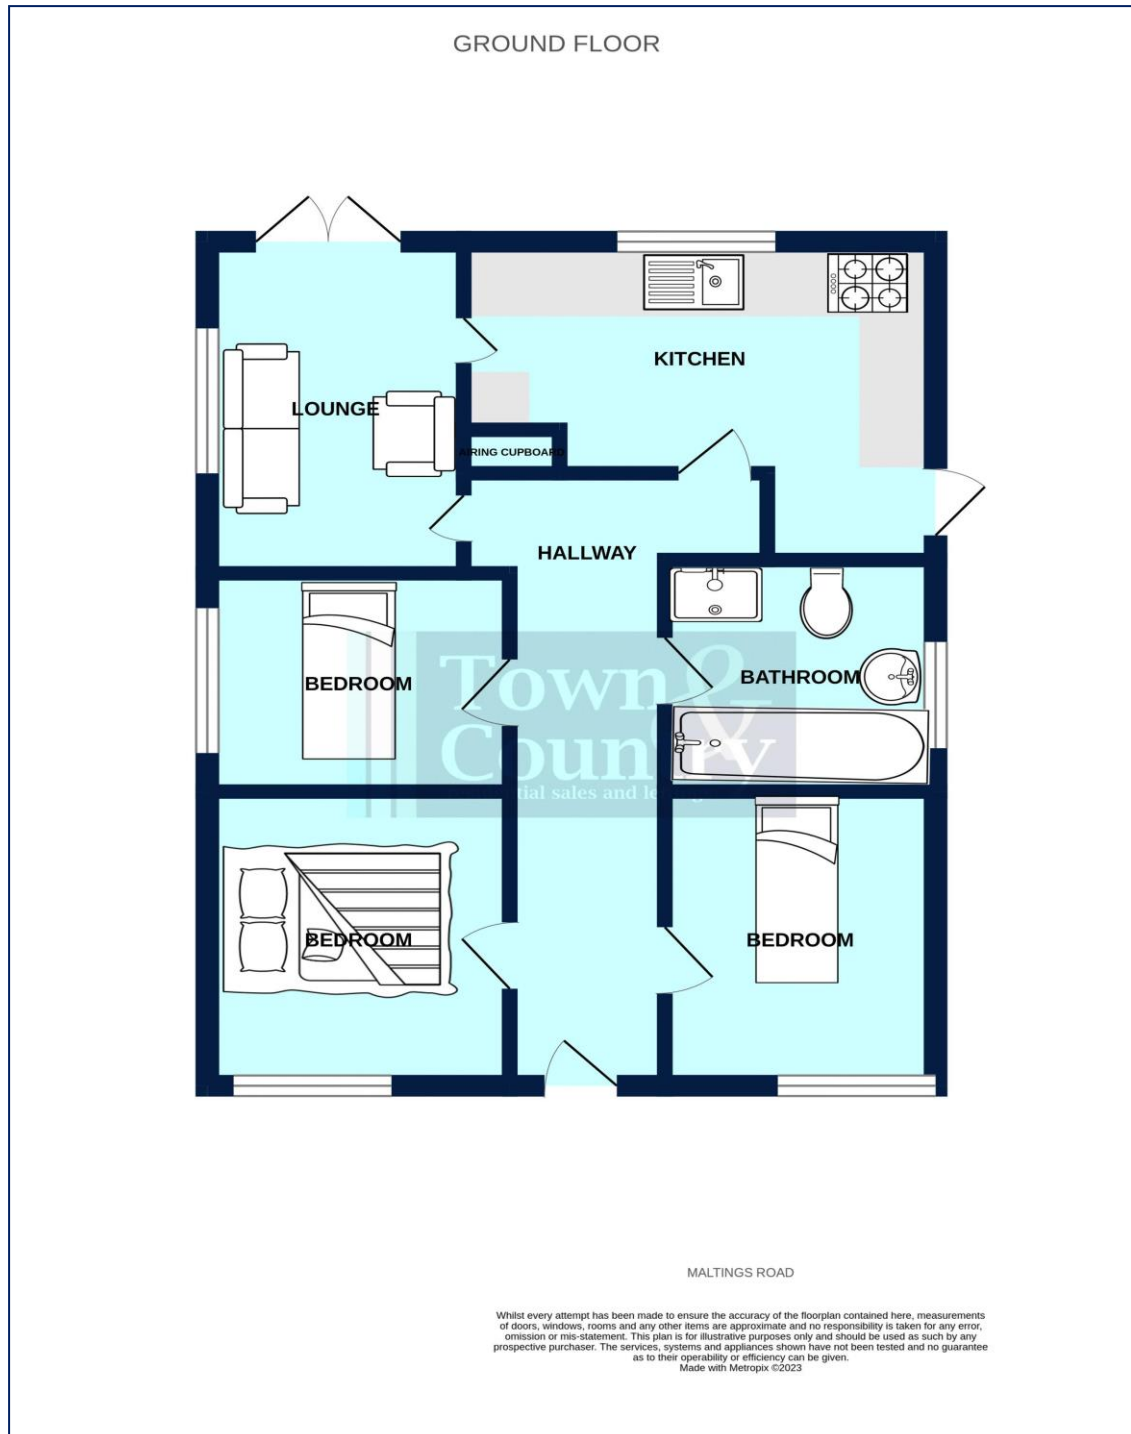 GROUND FLOOR
KITCHEN
LOUNGE
AIRING CUPBOARD
HALLWAY
BEDROOM
BATHROOM
Town &
Country
sales and
BEDROOM
BEDROOM
MALTINGS ROAD
Whilst every attempt has been made to ensure the accuracy of the floorplan contained here, measurements
of doors, windows, rooms and any other items are approximate and no responsibility is taken for any error,
omission or mis-statement. This plan is for illustrative purposes only and should be used as such by any
prospective purchaser. The services, systems and appliances shown have not been tested and no guarantee
as to their operability or efficiency can be given.
Made with Metropix ©2023